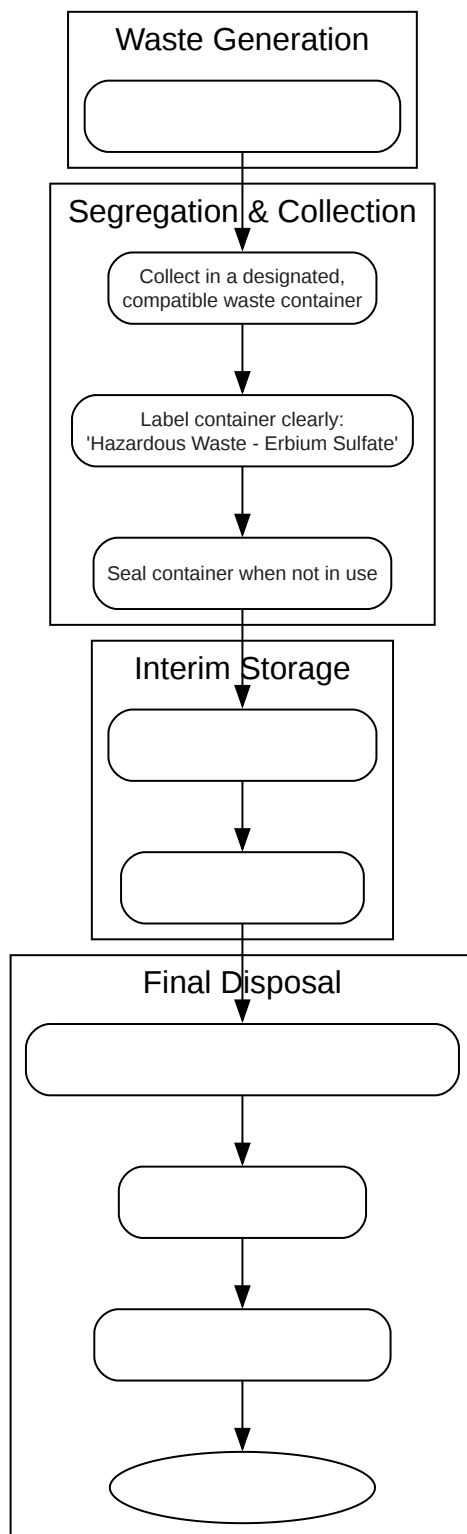 Waste Generation
Segregation & Collection
Collect in a designated,
compatible waste container
Label container clearly:
'Hazardous Waste - Erbium Sulfate'
Seal container when not in use
Interim Storage
Final Disposal